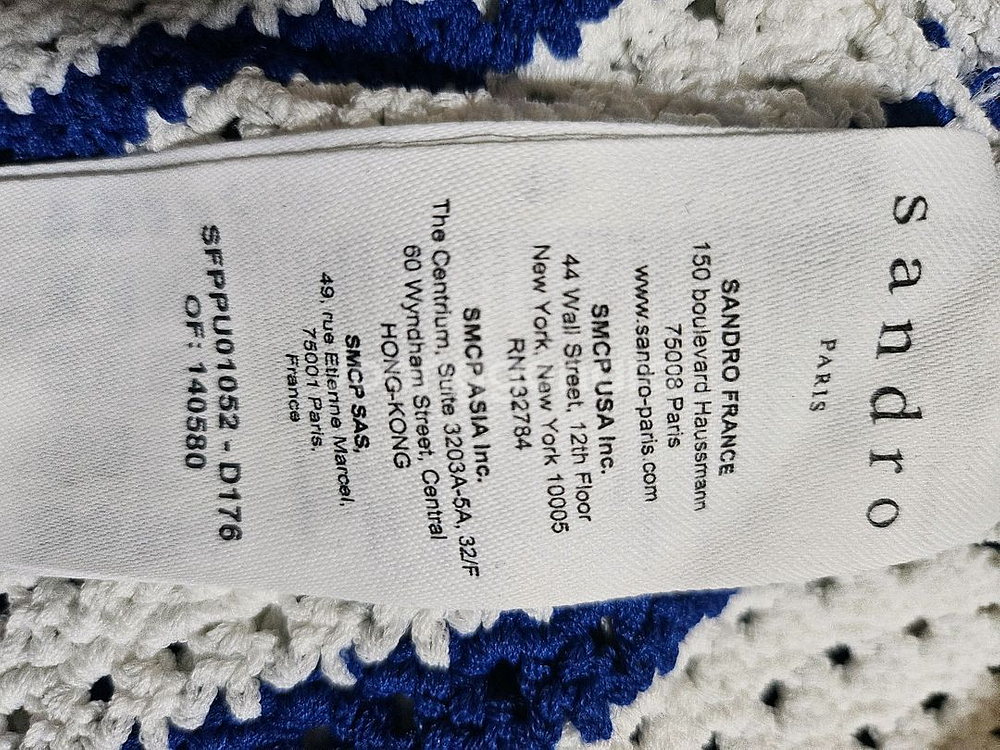 sandro
PARIS
SANDRO FRANCE
150 boulevard Haussmann
75008 Paris
www.sandro-paris.com
SMCP USA Inc.
44 Wall Street, 12th Floor
New York, New York 10005
RN132784
SMCP ASIA Inc.
The Centrium, Suite 3203A-5A, 32/F
60 Wyndham Street, Central
HONG-KONG
SMCP SAS,
49, rue Etienne Marcel,
75001 Paris.
France
SFPPU01052 - D176
OF: 140580